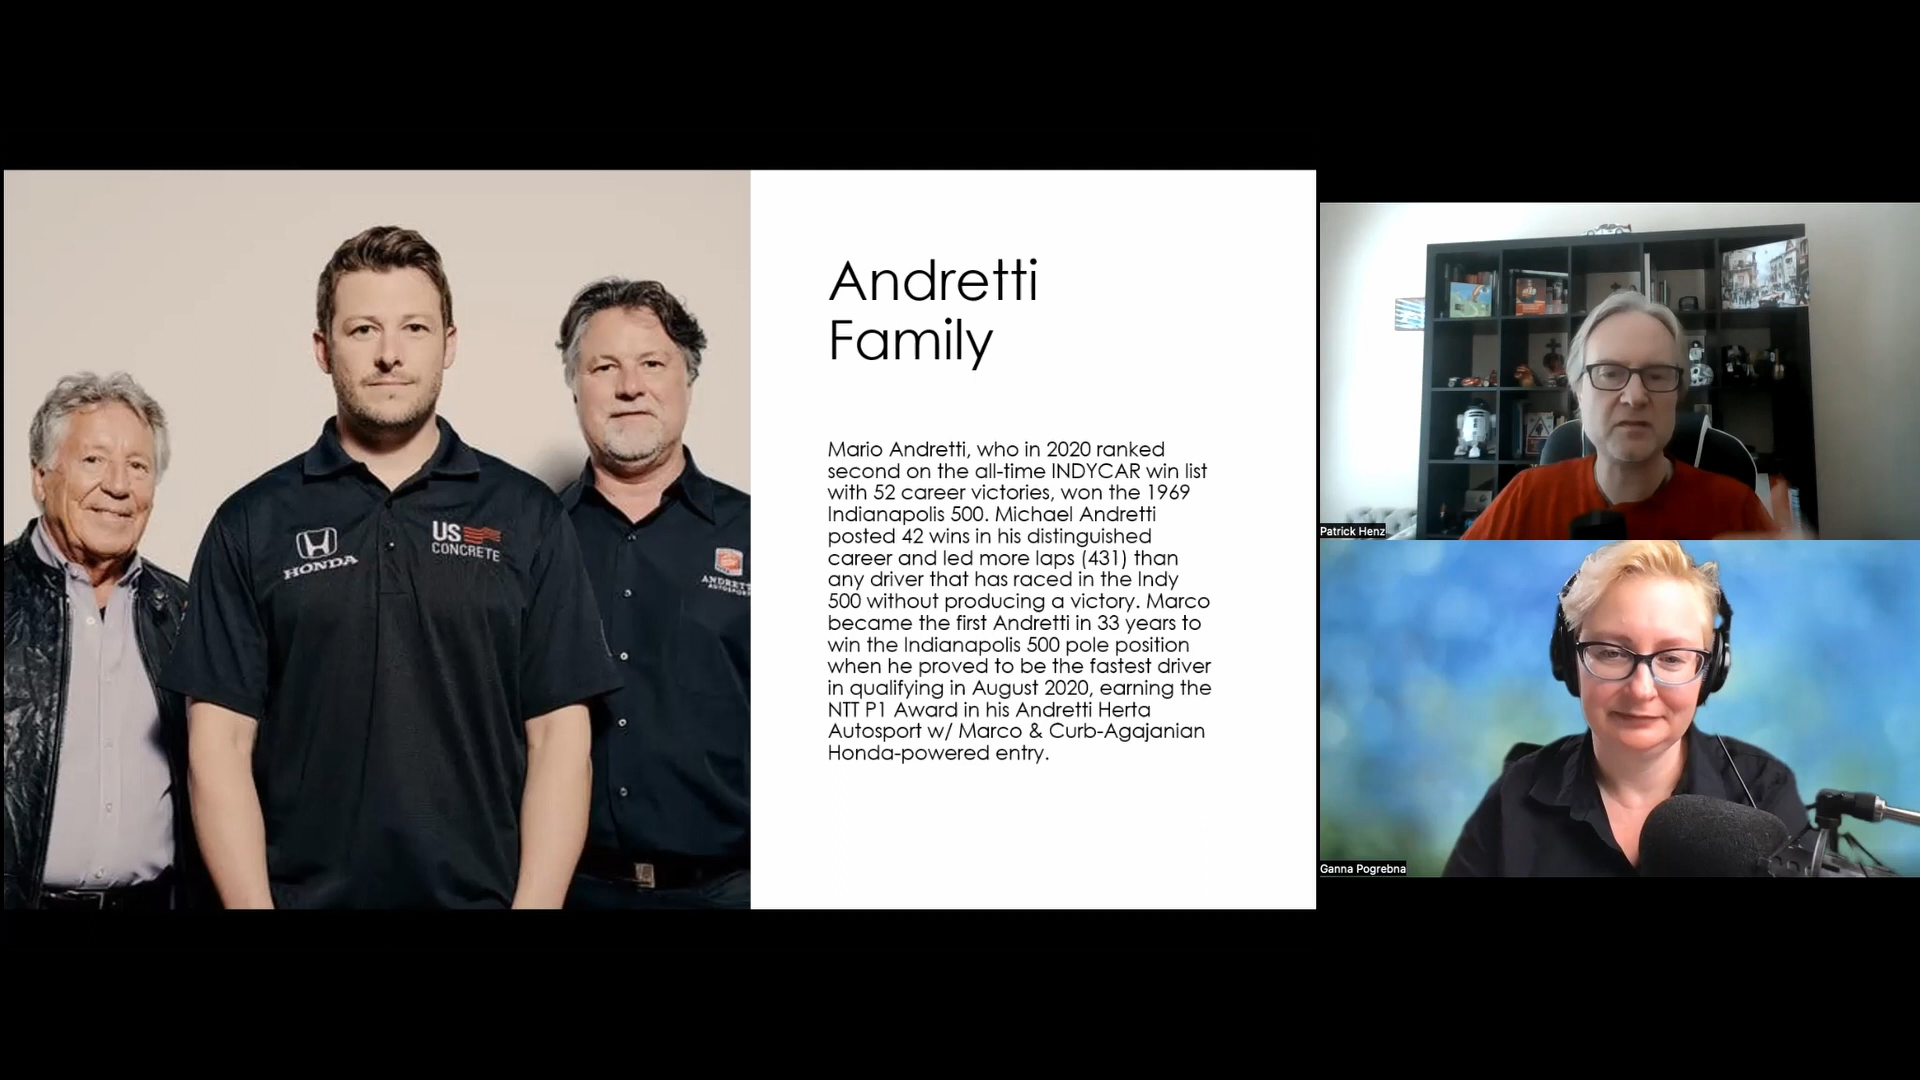 Andretti
Family
Mario Andretti, who in 2020 ranked
second on the all-time INDYCAR win list
with 52 career victories, won the 1969
Indianapolis 500. Michael Andretti
posted 42 wins in his distinguished
career and led more laps (431) than
any driver that has raced in the Indy
500 without producing a victory. Marco
became the first Andretti in 33 years to
win the Indianapolis 500 pole position
when he proved to be the fastest driver
in qualifying in August 2020, earning the
NTT P1 Award in his Andretti Herta
Autosport w/ Marco & Curb-Agajanian
Honda-powered entry.
HONDA
US
CONCRETE
ANDRETT
AUTOSPORT
Patrick Henz
Ganna Pogrebna